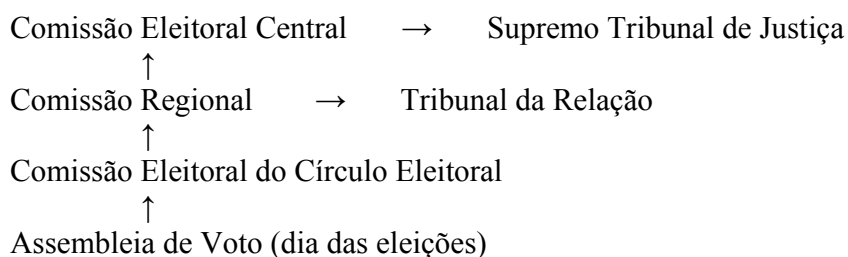 Comissão Eleitoral Central → Supremo Tribunal de Justiça
↑
Comissão Regional → Tribunal da Relação
↑
Comissão Eleitoral do Círculo Eleitoral
↑
Assembleia de Voto (dia das eleições)